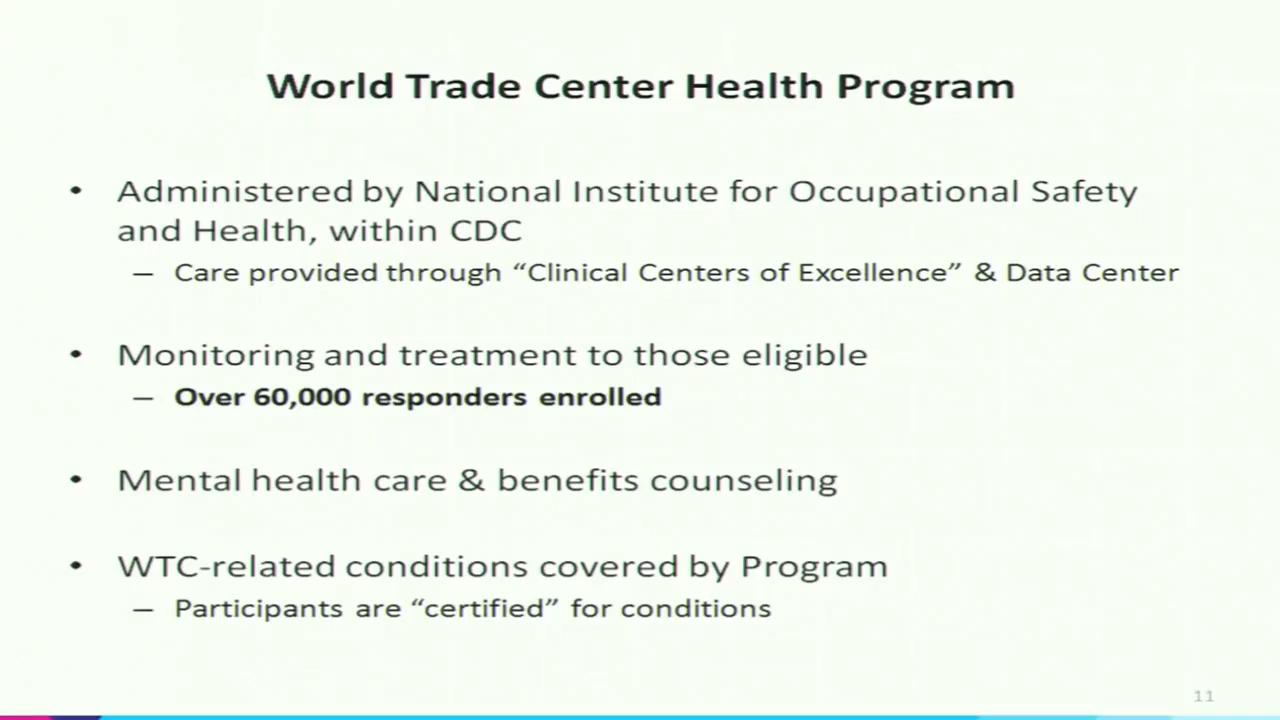 World Trade Center Health Program
• Administered by National Institute for Occupational Safety
and Health, within CDC
– Care provided through “Clinical Centers of Excellence” & Data Center
• Monitoring and treatment to those eligible
– Over 60,000 responders enrolled
• Mental health care & benefits counseling
• WTC-related conditions covered by Program
– Participants are “certified” for conditions
11